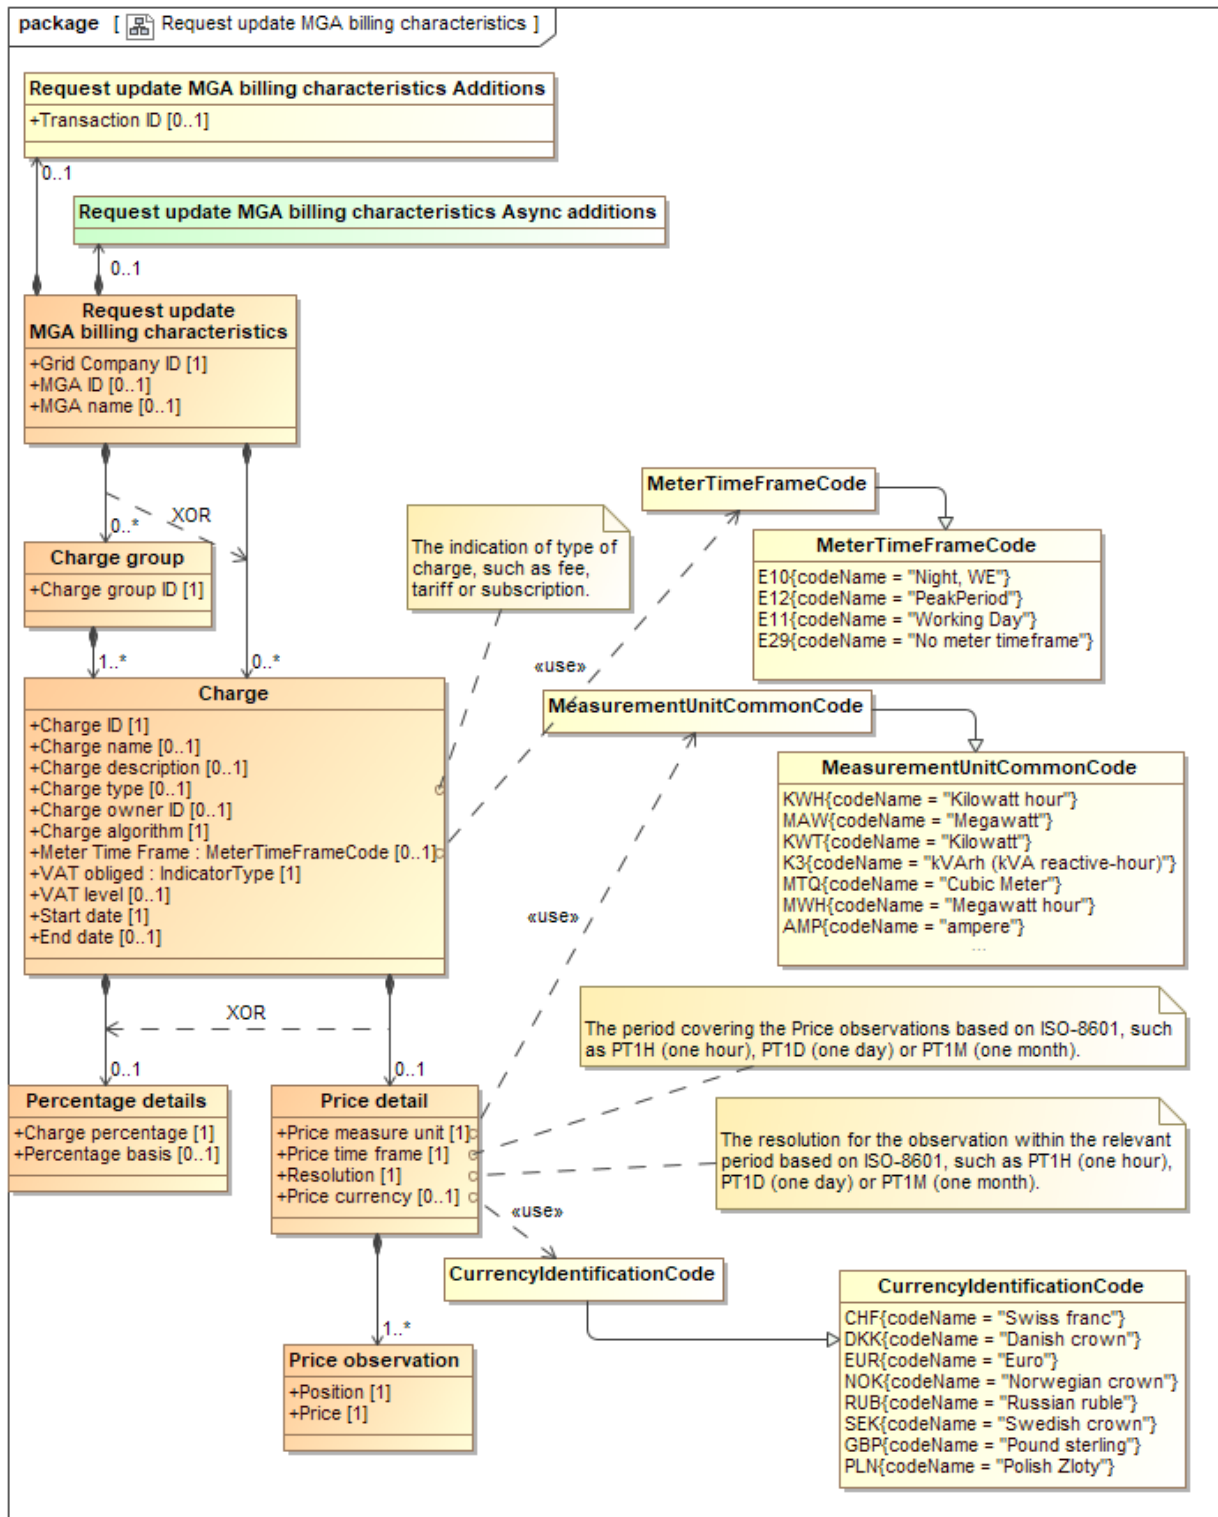 package [ Request update MGA billing characteristics ]
Request update MGA billing characteristics Additions
+Transaction ID [0..1]
0..1
Request update MGA billing characteristics Async additions
0..1
Request update
MGA billing characteristics
+Grid Company ID [1]
+MGA ID [0..1]
+MGA name [0..1]
XOR
0..*
Charge group
+Charge group ID [1]
1..*
0..*
The indication of type of
charge, such as fee,
tariff or subscription.
MeterTimeFrameCode
MeterTimeFrameCode
E10{codeName = "Night, WE"}
E12{codeName = "PeakPeriod"}
E11{codeName = "Working Day"}
E29{codeName = "No meter timeframe"}
«use»
Charge
+Charge ID [1]
+Charge name [0..1]
+Charge description [0..1]
+Charge type [0..1]
+Charge owner ID [0..1]
+Charge algorithm [1]
+Meter Time Frame : MeterTimeFrameCode [0..1]
+VAT obliged : IndicatorType [1]
+VAT level [0..1]
+Start date [1]
+End date [0..1]
MeasurementUnitCommonCode
MeasurementUnitCommonCode
KWH{codeName = "Kilowatt hour"}
MAW{codeName = "Megawatt"}
KWT{codeName = "Kilowatt"}
K3{codeName = "kVArh (kVA reactive-hour)"}
MTQ{codeName = "Cubic Meter"}
MWH{codeName = "Megawatt hour"}
AMP{codeName = "ampere"}
...
«use»
XOR
0..1
0..1
The period covering the Price observations based on ISO-8601, such
as PT1H (one hour), PT1D (one day) or PT1M (one month).
Percentage details
+Charge percentage [1]
+Percentage basis [0..1]
Price detail
+Price measure unit [1]
+Price time frame [1]
+Resolution [1]
+Price currency [0..1]
The resolution for the observation within the relevant
period based on ISO-8601, such as PT1H (one hour),
PT1D (one day) or PT1M (one month).
«use»
CurrencyIdentificationCode
CurrencyIdentificationCode
CHF{codeName = "Swiss franc"}
DKK{codeName = "Danish crown"}
EUR{codeName = "Euro"}
NOK{codeName = "Norwegian crown"}
RUB{codeName = "Russian ruble"}
SEK{codeName = "Swedish crown"}
GBP{codeName = "Pound sterling"}
PLN{codeName = "Polish Zloty"}
1..*
Price observation
+Position [1]
+Price [1]